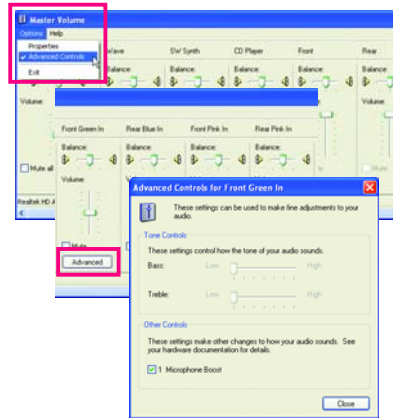 Master Volume
Options Help
Properties
Advanced Controls
Exit
Wave SW Synth CD Player Front Rear
Balance: Balance: Balance: Balance: Balance:
Volume: Volume:
Mute all Mute
Realtek HD A
Front Green In Rear Blue In Front Pink In Rear Pink In
Balance: Balance: Balance: Balance:
Volume:
Mute
Advanced
Advanced Controls for Front Green In
These settings can be used to make fine adjustments to your
audio.
Tone Controls
These settings control how the tone of your audio sounds.
Bass: Low High
Treble: Low High
Other Controls
These settings make other changes to how your audio sounds. See
your hardware documentation for details.
1 Microphone Boost
Close